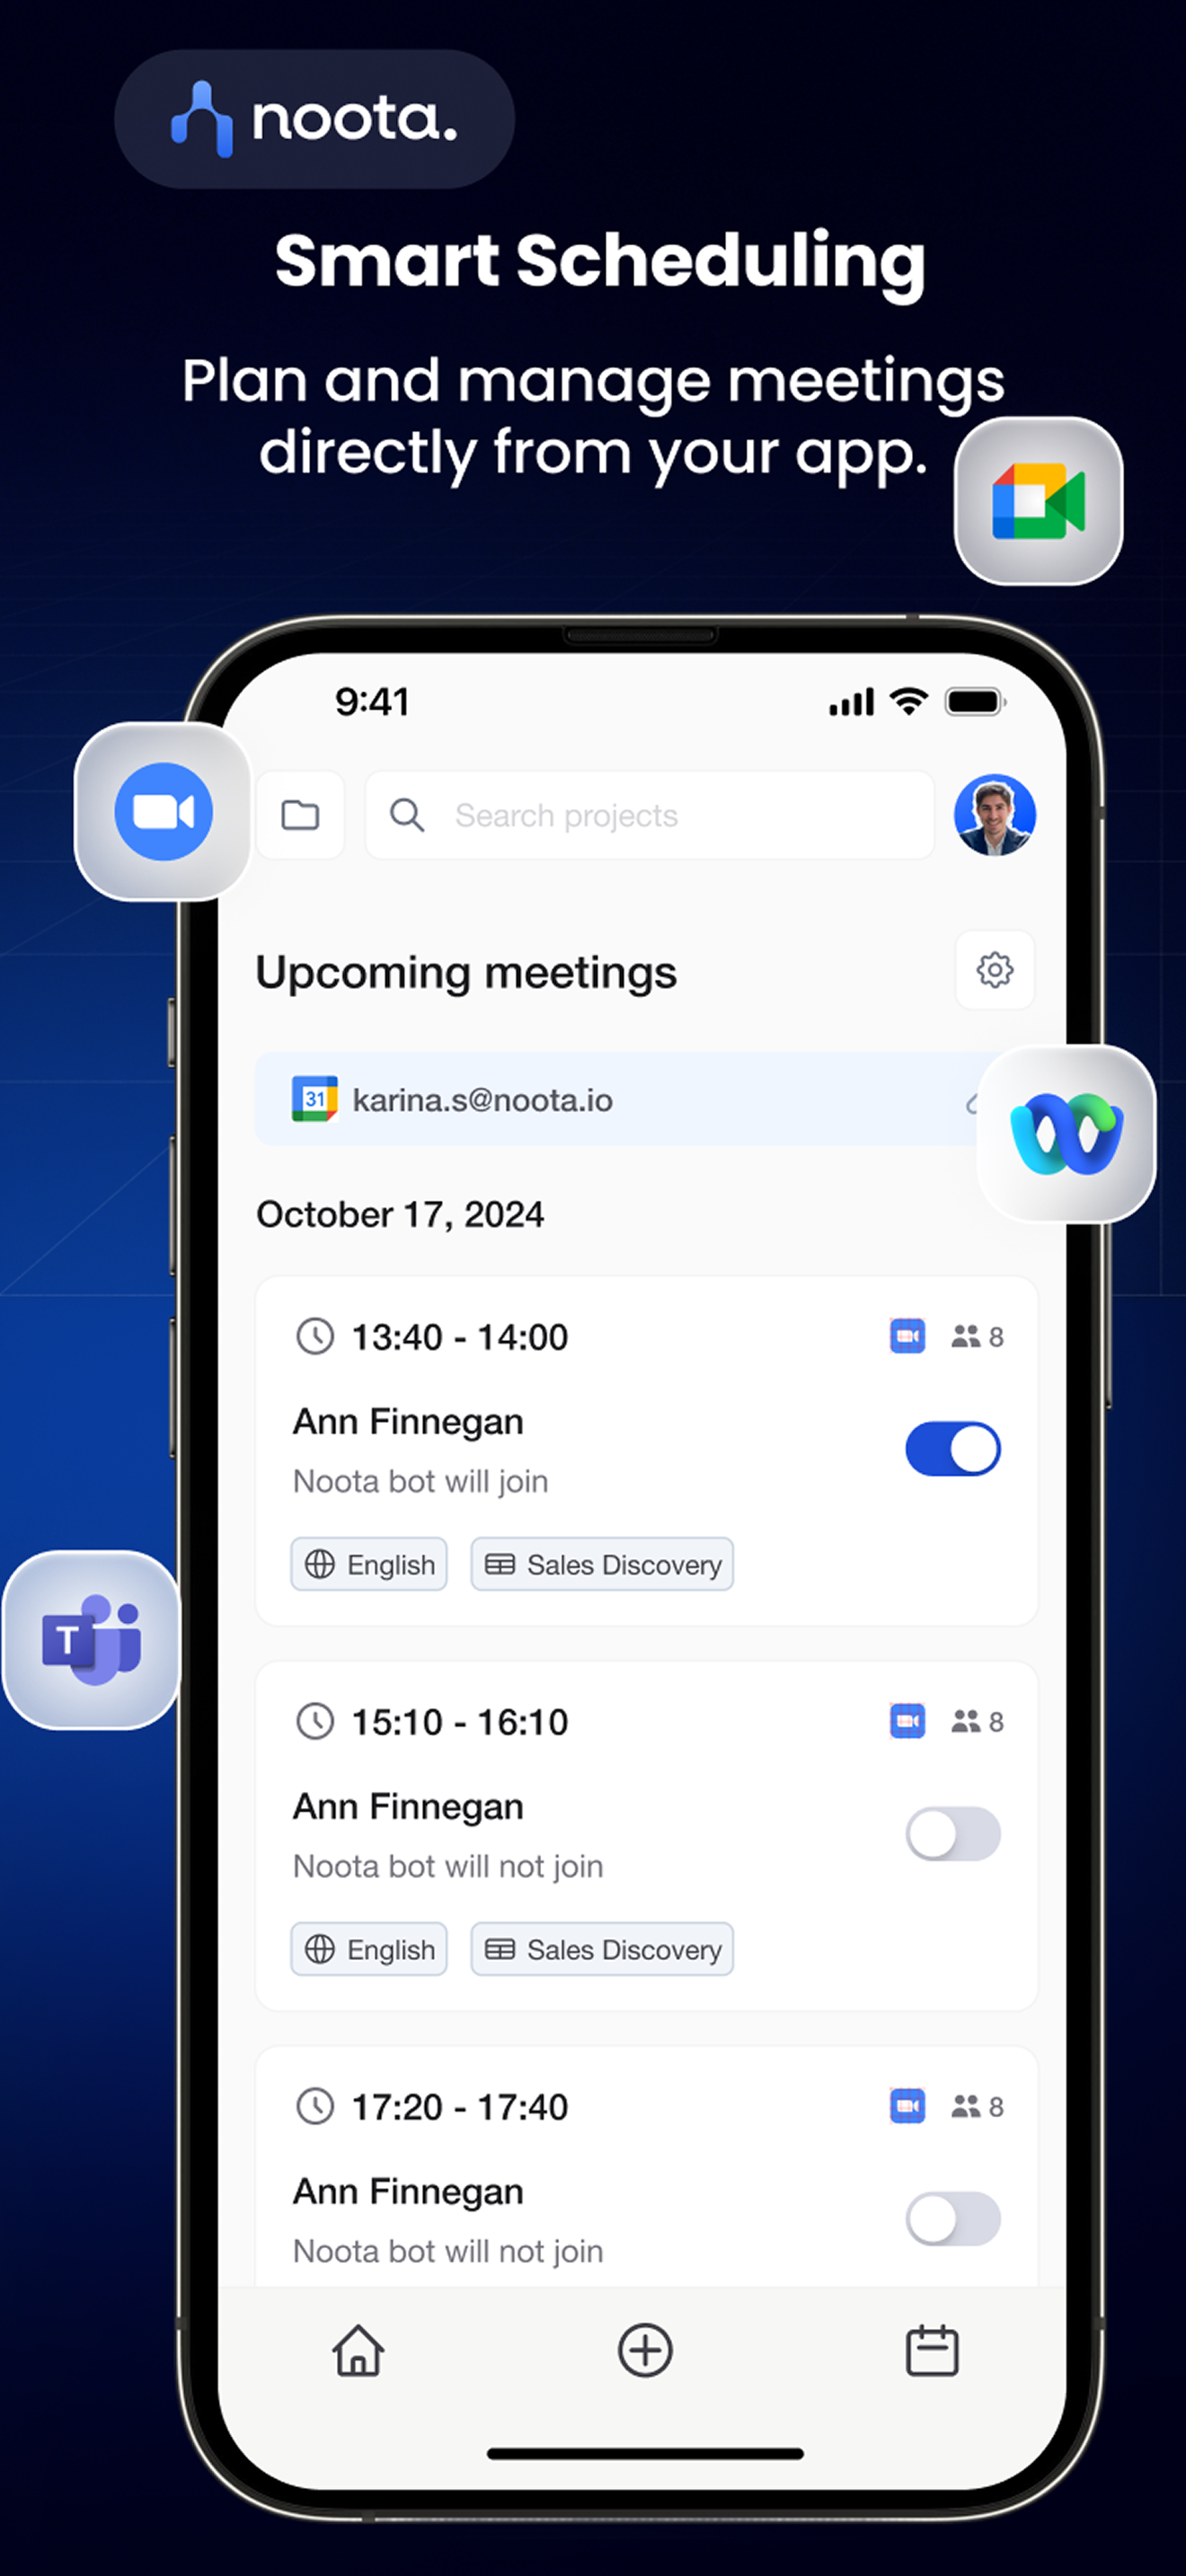 noota.
Smart Scheduling
Plan and manage meetings
directly from your app.
9:41
Search projects
Upcoming meetings
31 karina.s@noota.io
October 17, 2024
13:40 - 14:00 8
Ann Finnegan
Noota bot will join
English Sales Discovery
T
15:10 - 16:10 8
Ann Finnegan
Noota bot will not join
English Sales Discovery
17:20 - 17:40 8
Ann Finnegan
Noota bot will not join